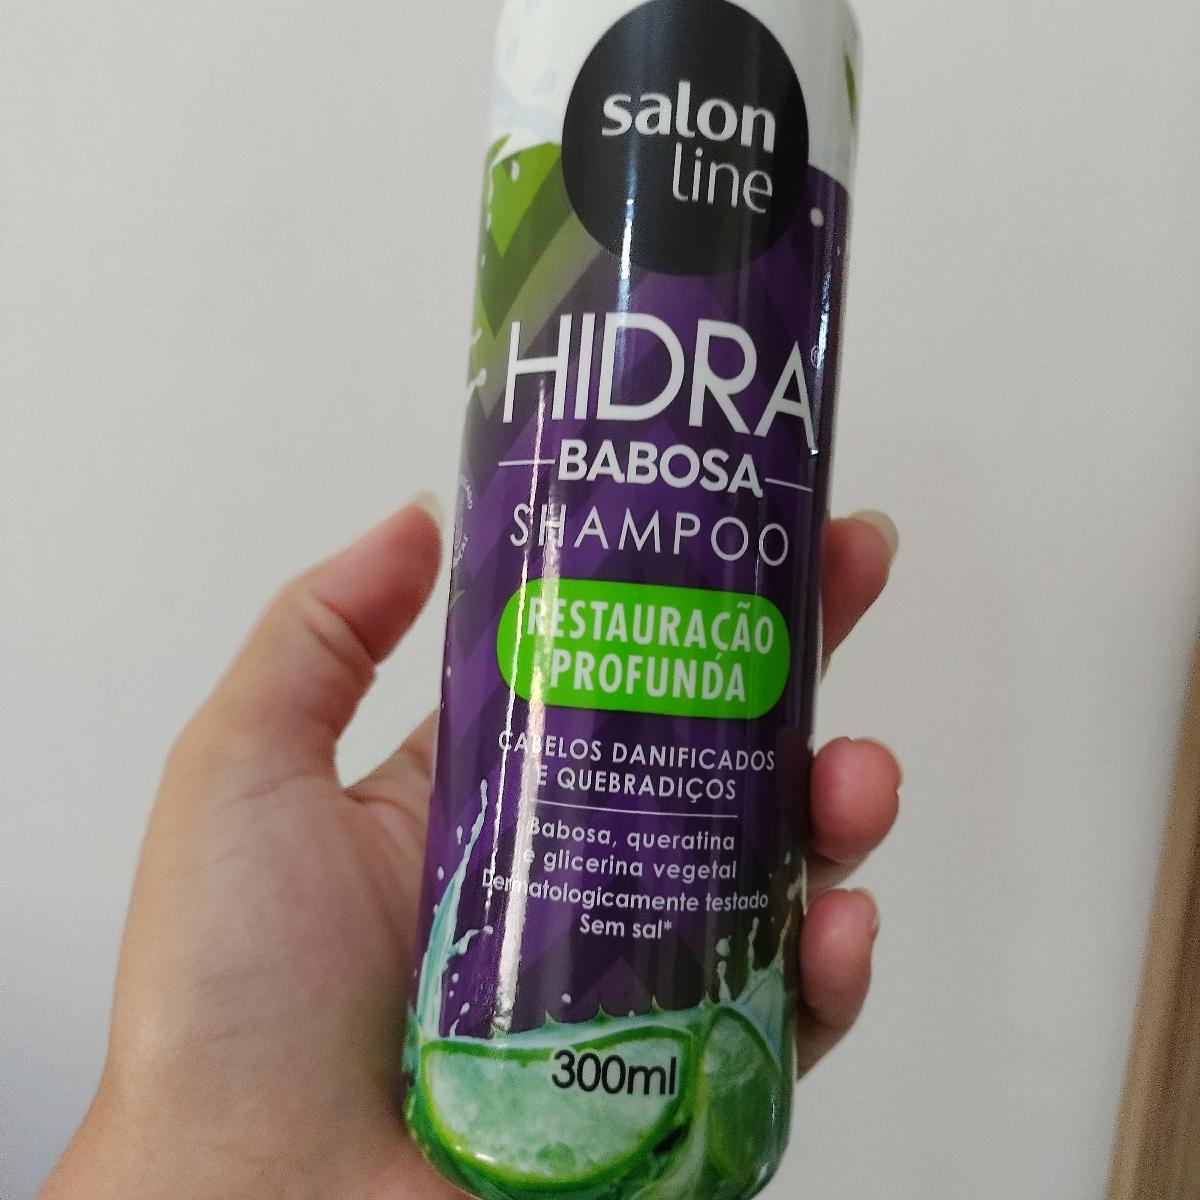 salon
line
HIDRA®
BABOSA
SHAMPOO
RESTAURAÇÃO
PROFUNDA
CABELOS DANIFICADOS
E QUEBRADIÇOS
Babosa, queratina
e glicerina vegetal
Dermatologicamente testado
Sem sal*
300ml